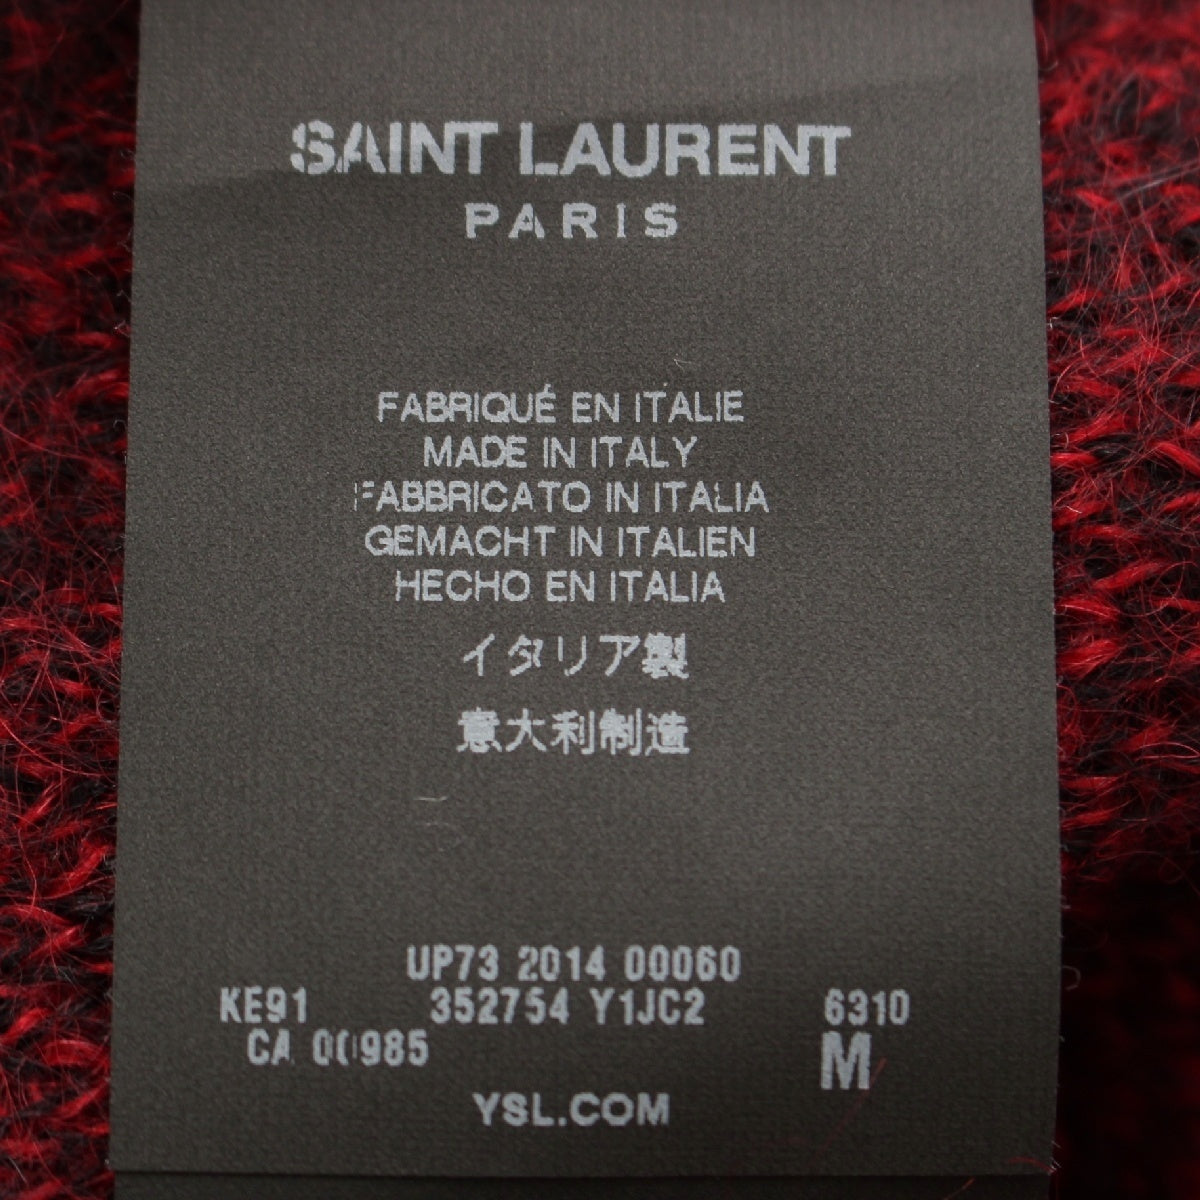 SAINT LAURENT
PARIS
FABRIQUÉ EN ITALIE
MADE IN ITALY
FABBRICATO IN ITALIA
GEMACHT IN ITALIEN
HECHO EN ITALIA
イタリア製
意大利制造
UP73 2014 00060
KE91 352754 Y1JC2 6310
CA 00985 M
YSL.COM